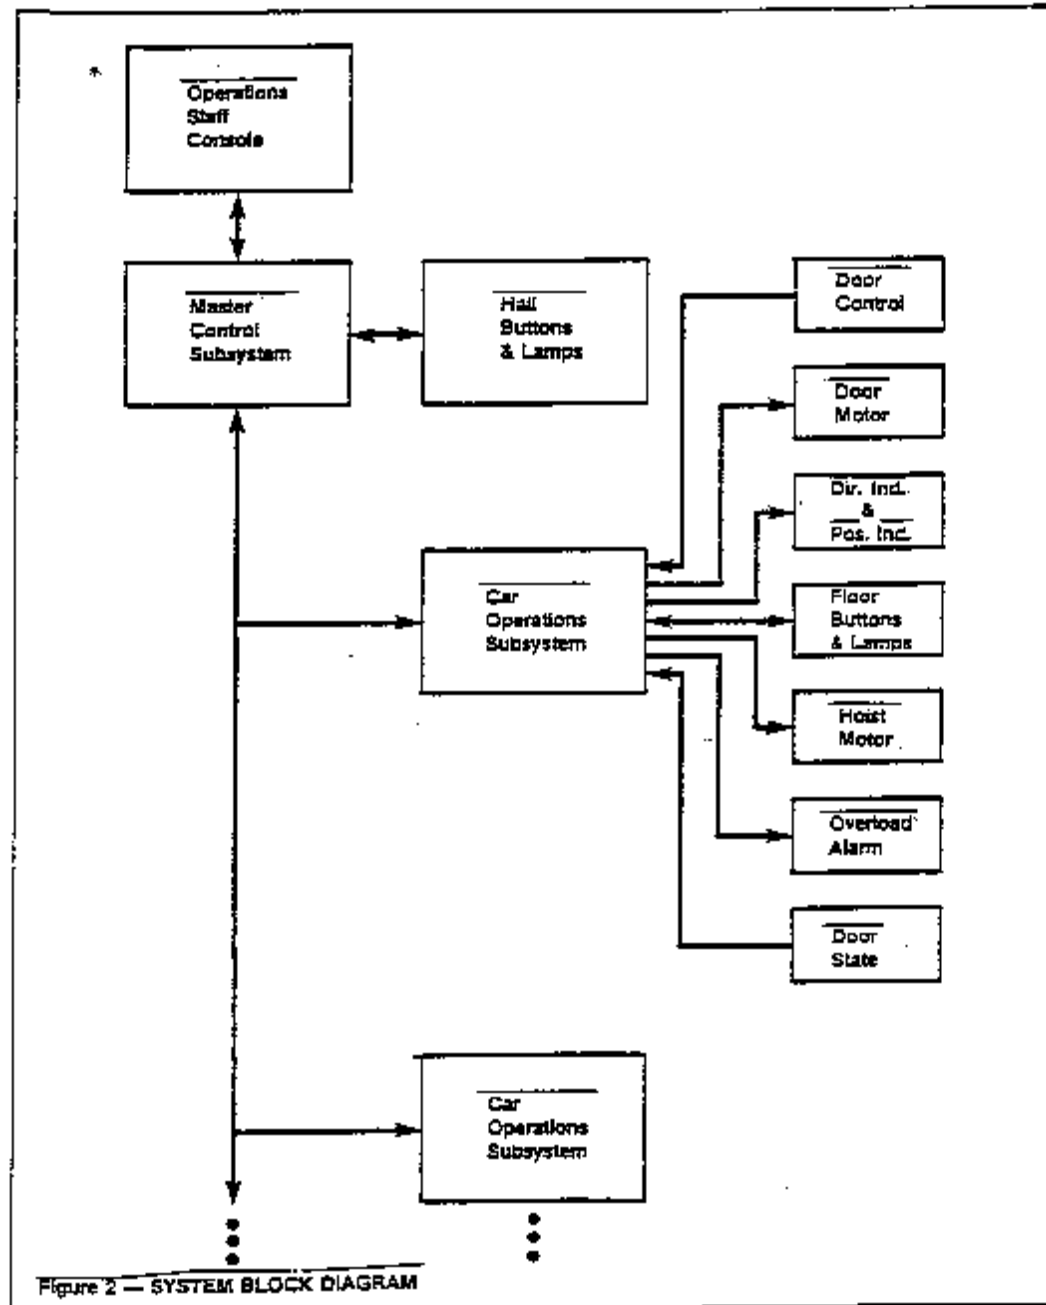 *
Operations
Staff
Console
Master
Control
Subsystem
Hall
Buttons
& Lamps
Door
Control
Door
Motor
Dir. Ind.
&
Pos. Ind.
Car
Operations
Subsystem
Floor
Buttons
& Lamps
Hoist
Motor
Overload
Alarm
Door
State
Car
Operations
Subsystem
Figure 2 — SYSTEM BLOCK DIAGRAM